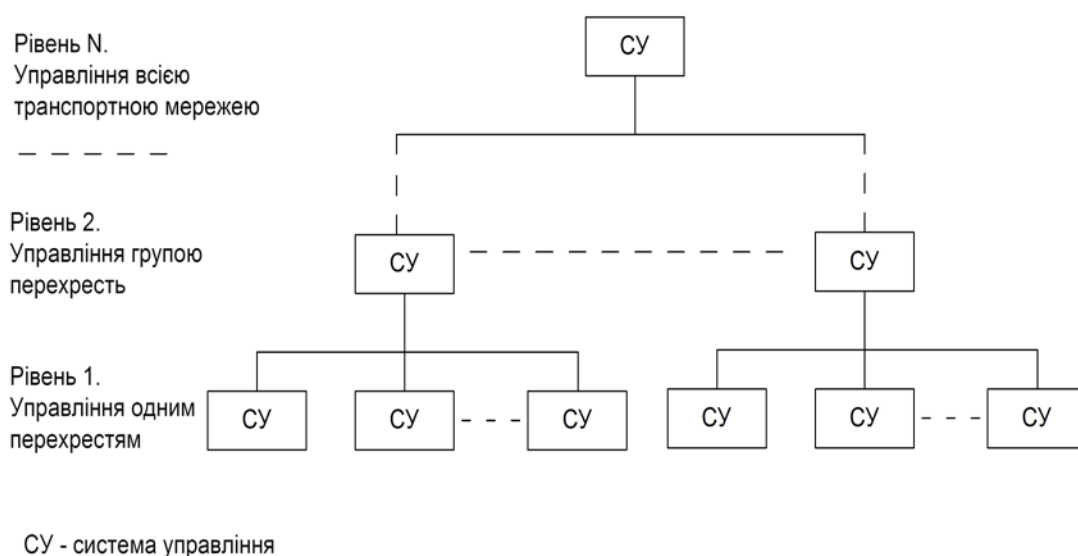 СУ
Рівень N.
Управління всією
транспортною мережею
Рівень 2.
Управління групою
перехресть
СУ
СУ
Рівень 1.
Управління одним
перехрестям
СУ
СУ
СУ
СУ
СУ
СУ
СУ - система управління